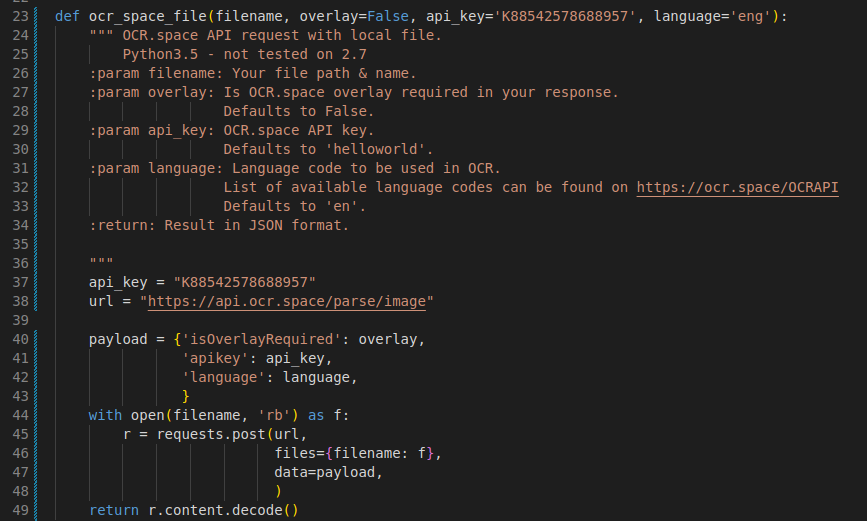 23 def ocr_space_file(filename, overlay=False, api_key='K88542578688957', language='eng'):
24     """ OCR.space API request with local file.
25         Python3.5 - not tested on 2.7
26     :param filename: Your file path & name.
27     :param overlay: Is OCR.space overlay required in your response.
28                     Defaults to False.
29     :param api_key: OCR.space API key.
30                     Defaults to 'helloworld'.
31     :param language: Language code to be used in OCR.
32                     List of available language codes can be found on https://ocr.space/OCRAPI
33                     Defaults to 'en'.
34     :return: Result in JSON format.
35
36     """
37     api_key = "K88542578688957"
38     url = "https://api.ocr.space/parse/image"
39
40     payload = {'isOverlayRequired': overlay,
41                'apikey': api_key,
42                'language': language,
43                }
44     with open(filename, 'rb') as f:
45         r = requests.post(url,
46                           files={filename: f},
47                           data=payload,
48                           )
49     return r.content.decode()